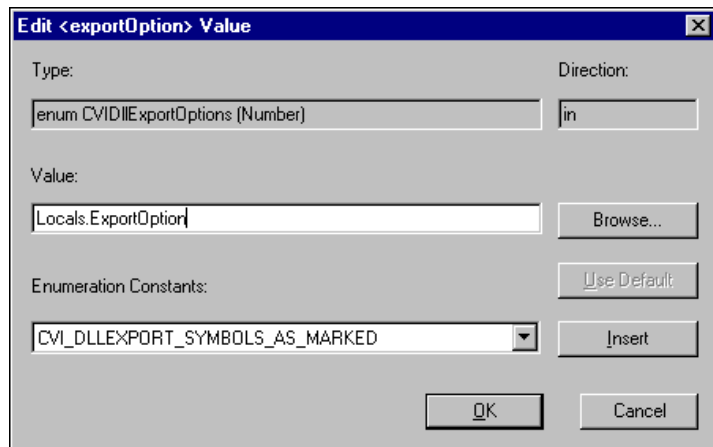 Edit <exportOption> Value
Type:
Direction:
enum CVIDllExportOptions (Number)
in
Value:
Locals.ExportOption
Browse...
Use Default
Enumeration Constants:
CVI_DLLEXPORT_SYMBOLS_AS_MARKED
Insert
OK
Cancel